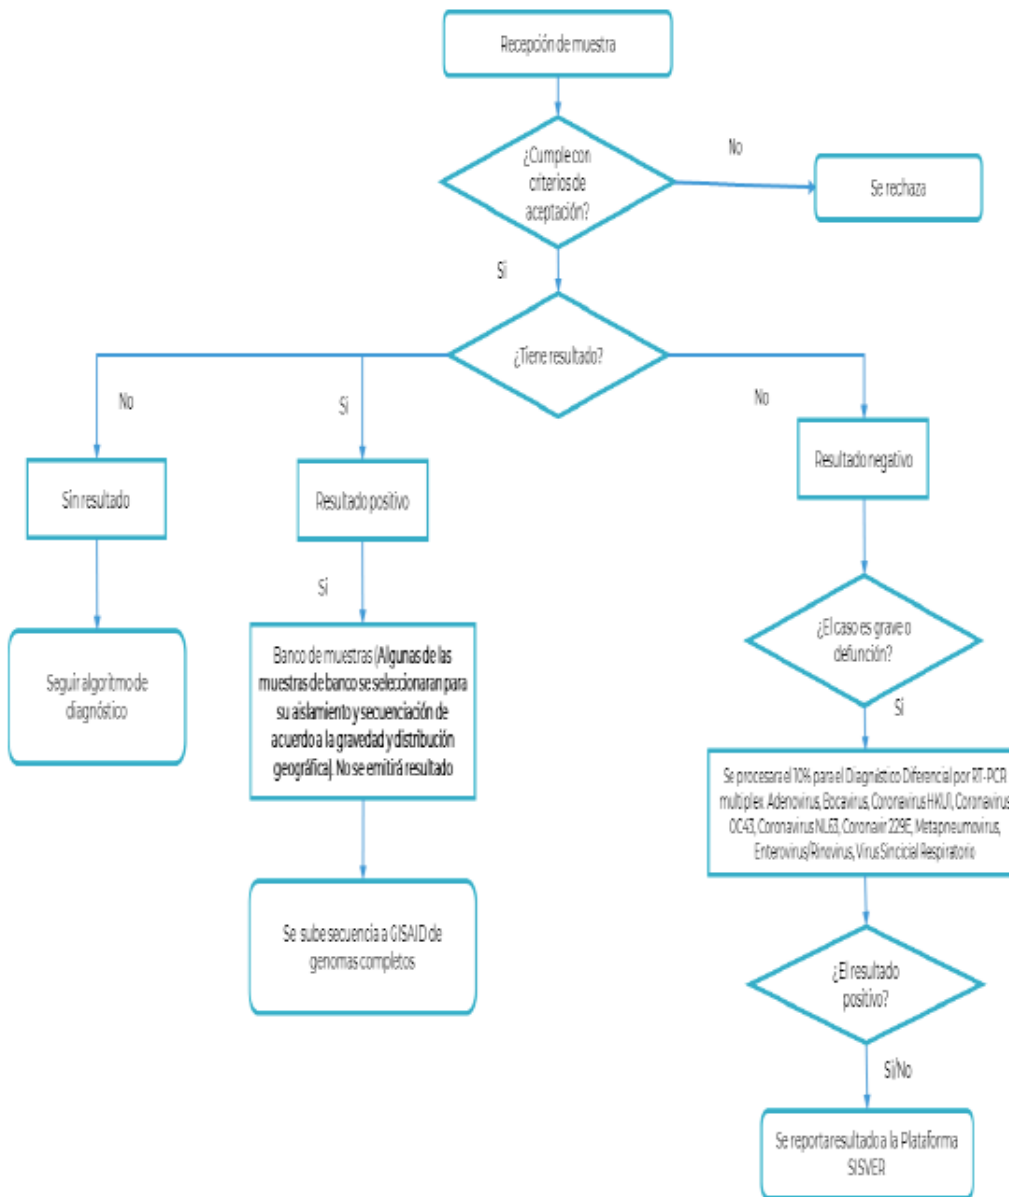 Recepción de muestra
¿Cumple con
criterios de
aceptación?
No
Se rechaza
Si
¿Tiene resultado?
No
Si
No
Sin resultado
Resultado positivo
Resultado negativo
Si
Seguir algoritmo de
diagnóstico
Banco de muestras (Algunas de las
muestras de banco se seleccionaran para
su aislamiento y secuenciación de
acuerdo a la gravedad y distribución
geográfica). No se emitirá resultado
¿El caso es grave o
defunción?
Si
Se procesara el 10% para el Diagnóstico Diferencial por RT-PCR
multiplex Adenovirus, Bocavirus, Coronavirus HKU1, Coronavirus
OC43, Coronavirus NL63, Coronavir 229E, Metapneumovirus,
Enterovirus/Rinovirus, Virus Sincicial Respiratorio
Se sube secuencia a GISAID de
genomas completos
¿El resultado
positivo?
Si/No
Se reporta resultado a la Plataforma
SISVER